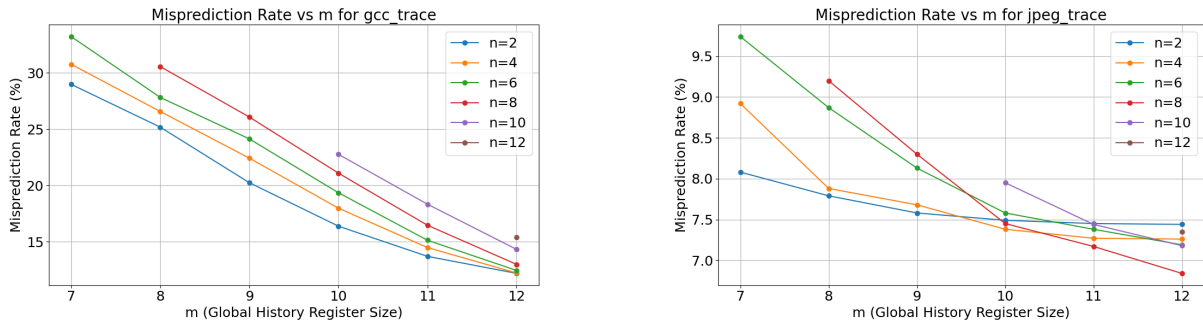 Misprediction Rate vs m for gcc_trace
Misprediction Rate (%)
30
25
20
15
n=2
n=4
n=6
n=8
n=10
n=12
7 8 9 10 11 12
m (Global History Register Size)
Misprediction Rate vs m for jpeg_trace
Misprediction Rate (%)
9.5
9.0
8.5
8.0
7.5
7.0
n=2
n=4
n=6
n=8
n=10
n=12
7 8 9 10 11 12
m (Global History Register Size)